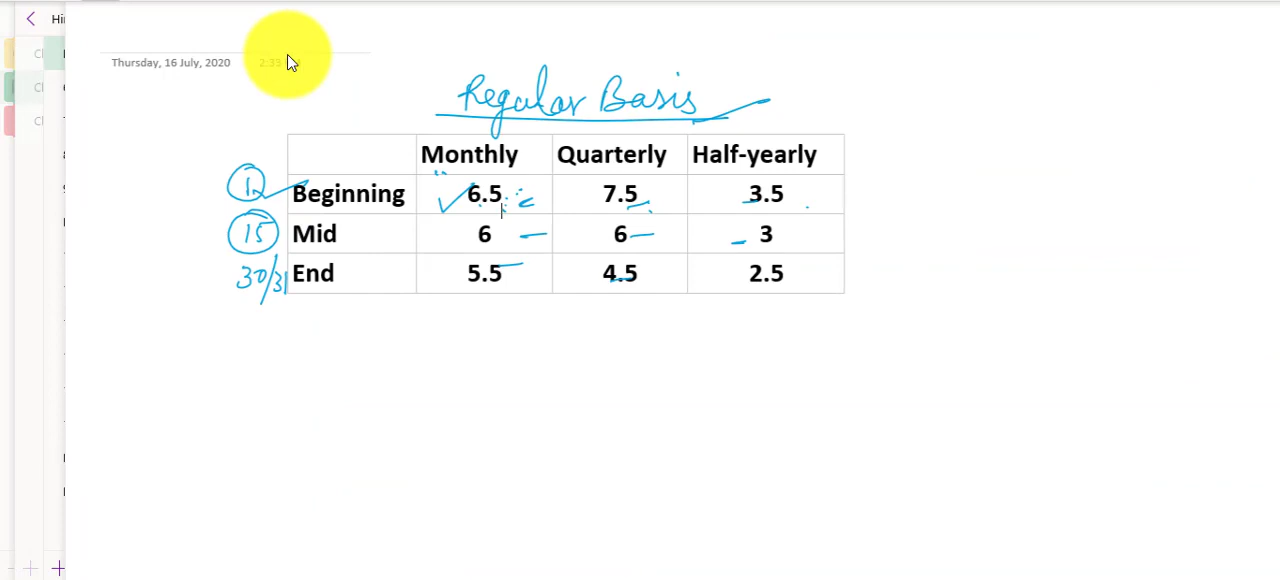 Hi
Thursday, 16 July, 2020
Regular Basis
Monthly Quarterly Half-yearly
1 Beginning 6.5 7.5 3.5
15 Mid 6 6 3
30/31 End 5.5 4.5 2.5